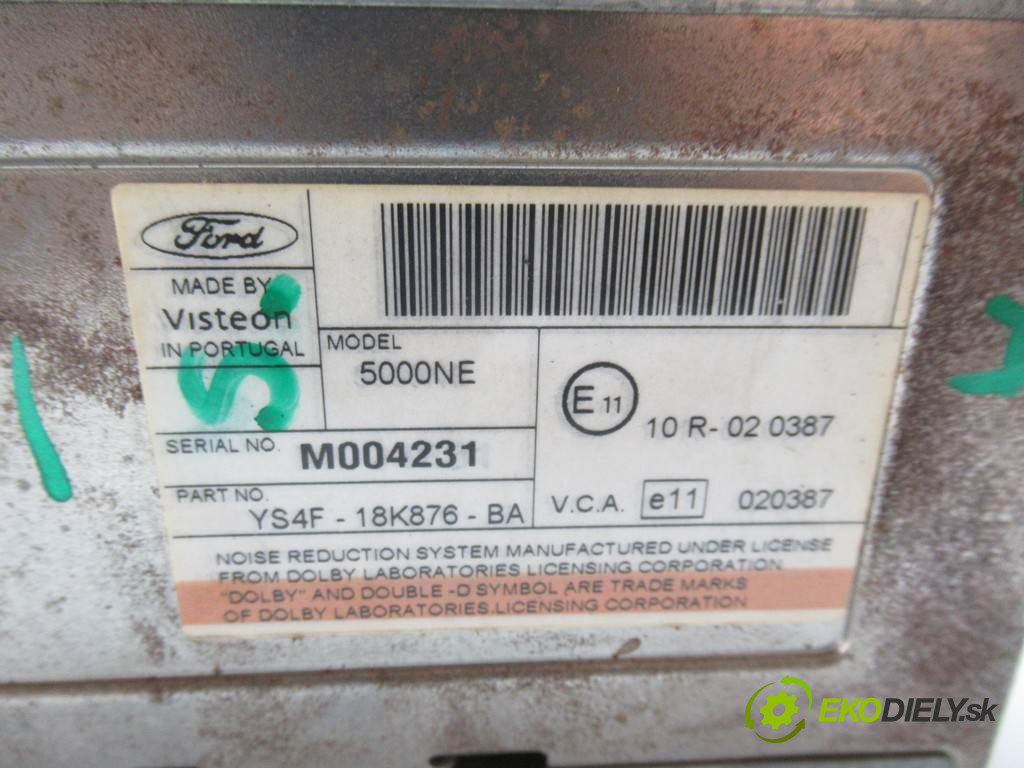 Ford
MADE BY
Visteon
IN PORTUGAL
MODEL
5000NE
SERIAL NO. M004231
PART NO.
YS4F - 18K876 - BA
E 11
10 R- 02 0387
V.C.A. e11 020387
NOISE REDUCTION SYSTEM MANUFACTURED UNDER LICENSE
FROM DOLBY LABORATORIES LICENSING CORPORATION
"DOLBY" AND DOUBLE -D SYMBOL ARE TRADE MARKS
OF DOLBY LABORATORIES.LICENSING CORPORATION
EKODIELY.sk